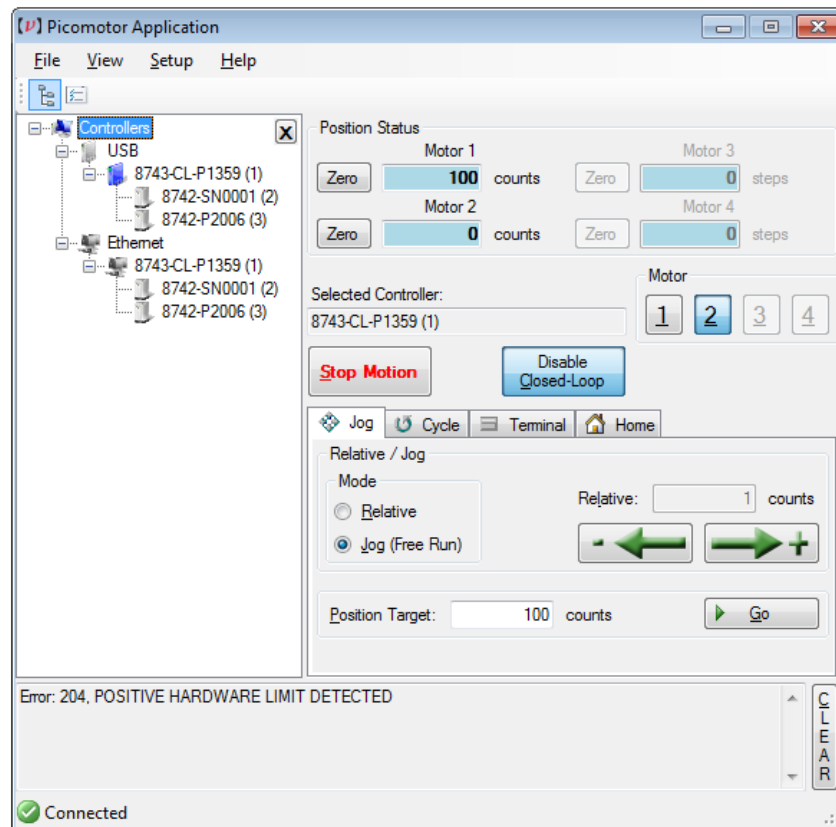 [ν] Picomotor Application
File View Setup Help
Controllers
X
USB
8743-CL-P1359 (1)
8742-SN0001 (2)
8742-P2006 (3)
Ethernet
8743-CL-P1359 (1)
8742-SN0001 (2)
8742-P2006 (3)
Position Status
Motor 1 Motor 3
Zero 100 counts Zero 0 steps
Motor 2 Motor 4
Zero 0 counts Zero 0 steps
Selected Controller:
8743-CL-P1359 (1)
Motor
1 2 3 4
Stop Motion
Disable
Closed-Loop
Jog Cycle Terminal Home
Relative / Jog
Mode
Relative
Jog (Free Run)
Relative: 1 counts
- +
Position Target: 100 counts Go
Error: 204, POSITIVE HARDWARE LIMIT DETECTED
CLEAR
Connected